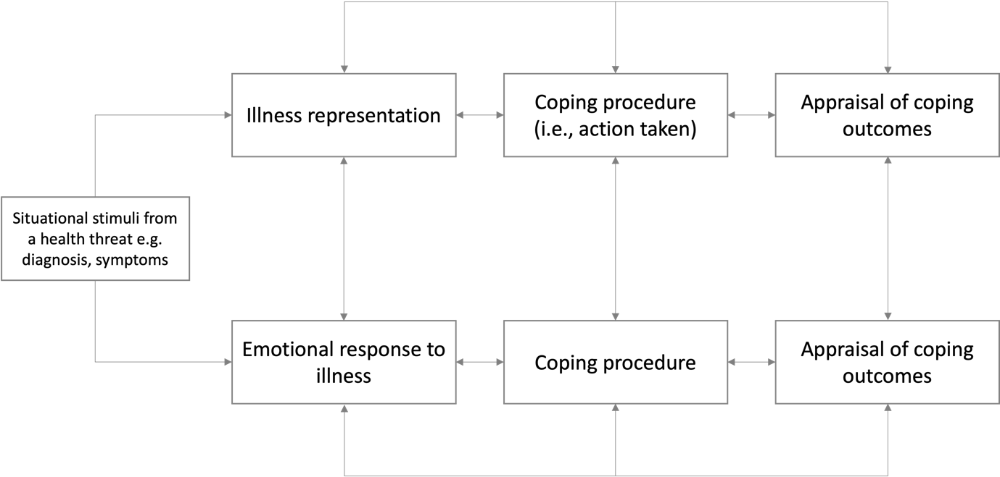 Illness representation
Coping procedure
(i.e., action taken)
Appraisal of coping
outcomes
Situational stimuli from
a health threat e.g.
diagnosis, symptoms
Emotional response to
illness
Coping procedure
Appraisal of coping
outcomes